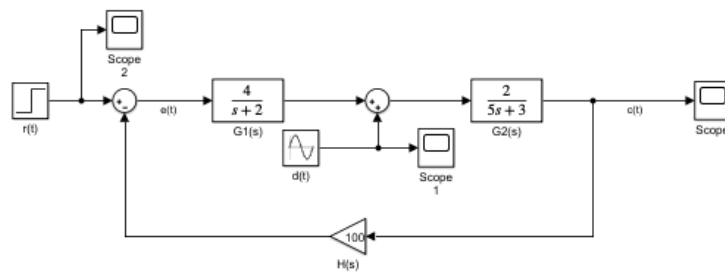 Scope
2
r(t)
+
−
e(t)
4
s + 2
G1(s)
+
+
d(t)
Scope
1
2
5s + 3
G2(s)
c(t)
Scope
100
H(s)